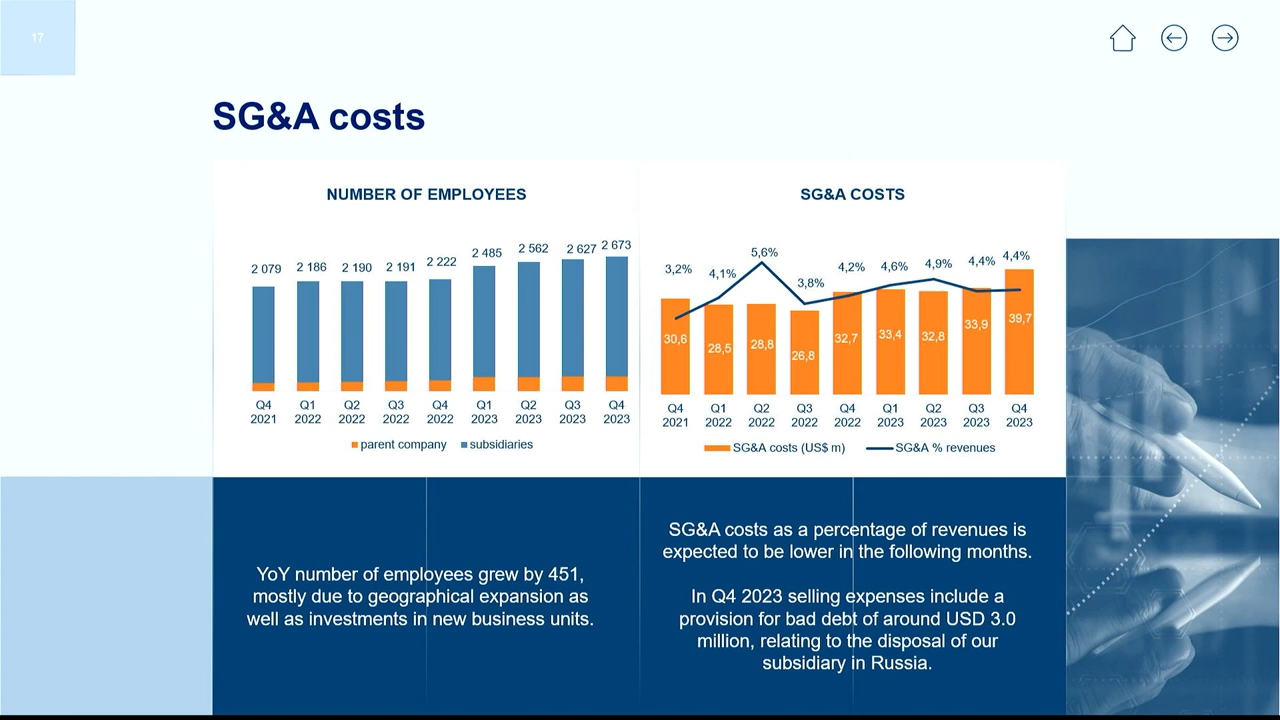 17
SG&A costs
NUMBER OF EMPLOYEES
2 079
2 186
2 190
2 191
2 222
2 485
2 562
2 627
2 673
Q4 Q1 Q2 Q3 Q4 Q1 Q2 Q3 Q4
2021 2022 2022 2022 2022 2023 2023 2023 2023
parent company subsidiaries
SG&A COSTS
3,2%
4,1%
5,6%
3,8%
4,2%
4,6%
4,9%
4,4%
4,4%
30,6
28,5
28,8
26,8
32,7
33,4
32,8
33,9
39,7
Q4 Q1 Q2 Q3 Q4 Q1 Q2 Q3 Q4
2021 2022 2022 2022 2022 2023 2023 2023 2023
SG&A costs (US$ m) SG&A % revenues
YoY number of employees grew by 451,
mostly due to geographical expansion as
well as investments in new business units.
SG&A costs as a percentage of revenues is
expected to be lower in the following months.
In Q4 2023 selling expenses include a
provision for bad debt of around USD 3.0
million, relating to the disposal of our
subsidiary in Russia.